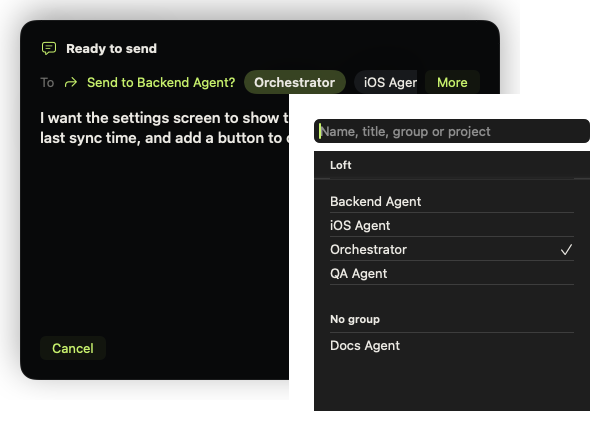 Ready to send
To Send to Backend Agent? Orchestrator iOS Agen More
I want the settings screen to show t
last sync time, and add a button to
Cancel
Name, title, group or project
Loft
Backend Agent
iOS Agent
Orchestrator
QA Agent
No group
Docs Agent